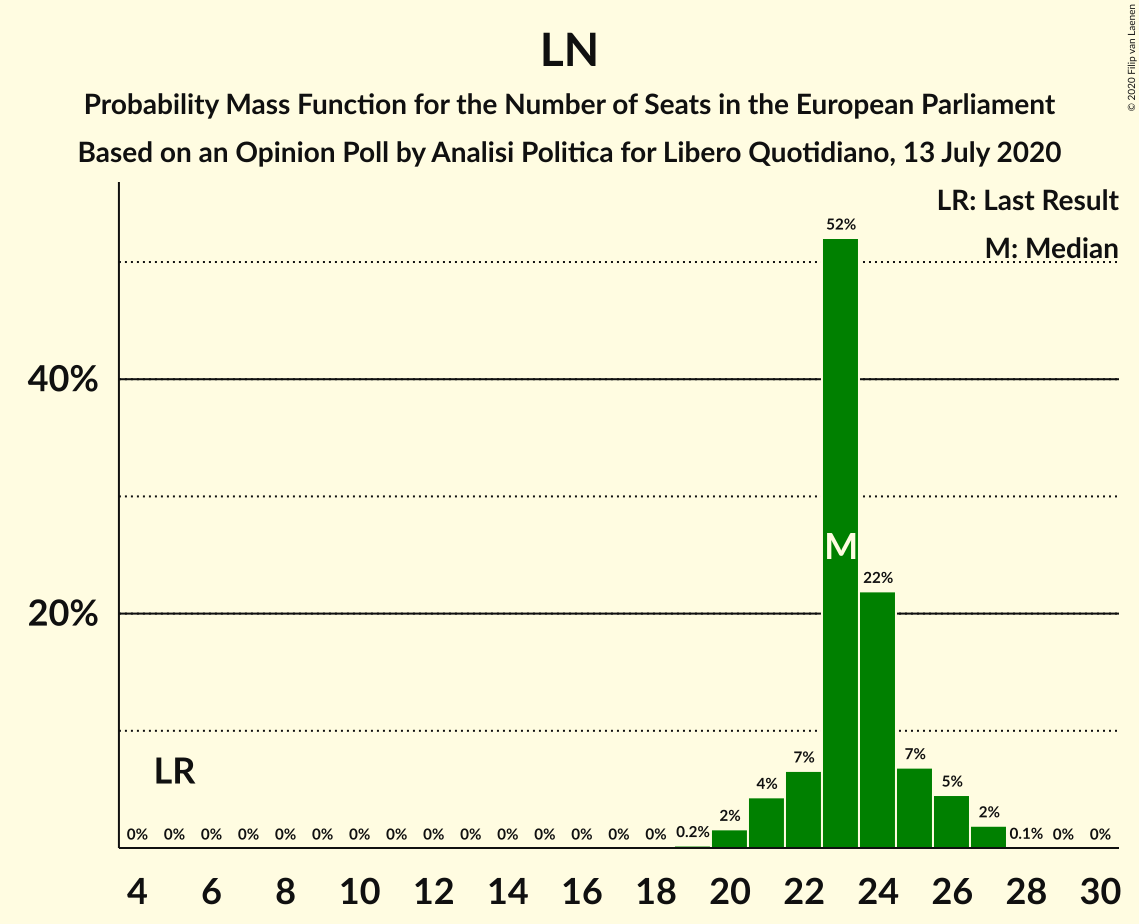 LN
Probability Mass Function for the Number of Seats in the European Parliament
Based on an Opinion Poll by Analisi Politica for Libero Quotidiano, 13 July 2020
© 2020 Filip van Laenen
LR: Last Result
M: Median
52%
40%
M
22%
20%
LR
0% 0% 0% 0% 0% 0% 0% 0% 0% 0% 0% 0% 0% 0% 0% 0.2% 2% 4% 7% 7% 5% 2% 0.1% 0% 0%
4 6 8 10 12 14 16 18 20 22 24 26 28 30